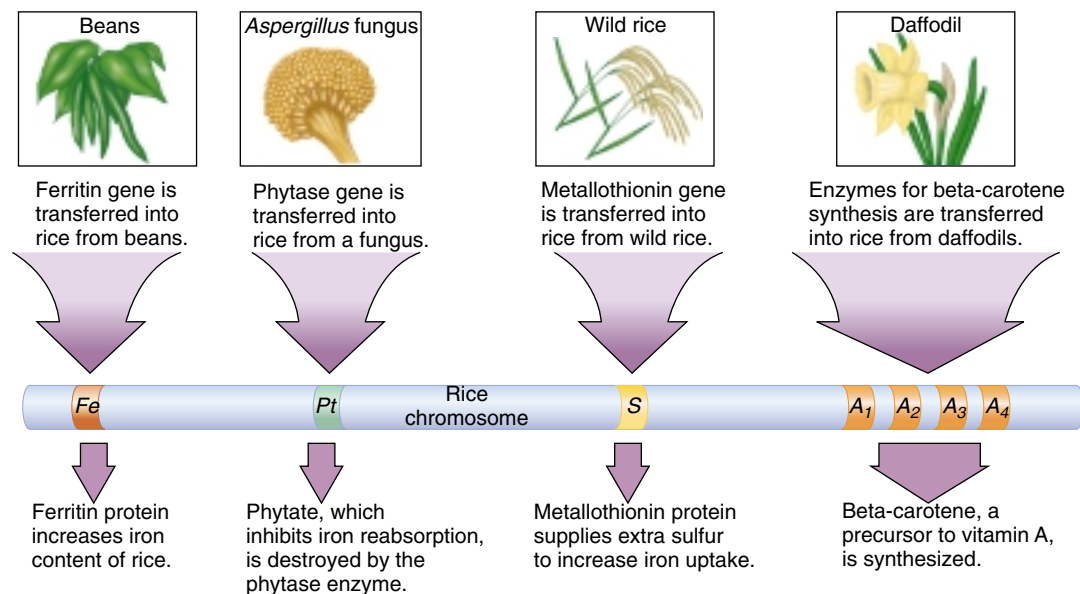 Beans
Aspergillus fungus
Wild rice
Daffodil
Ferritin gene is
transferred into
rice from beans.
Phytase gene is
transferred into
rice from a fungus.
Metallothionin gene
is transferred into
rice from wild rice.
Enzymes for beta-carotene
synthesis are transferred
into rice from daffodils.
Fe
Pt
Rice
chromosome
S
A1
A2
A3
A4
Ferritin protein
increases iron
content of rice.
Phytate, which
inhibits iron reabsorption,
is destroyed by the
phytase enzyme.
Metallothionin protein
supplies extra sulfur
to increase iron uptake.
Beta-carotene, a
precursor to vitamin A,
is synthesized.